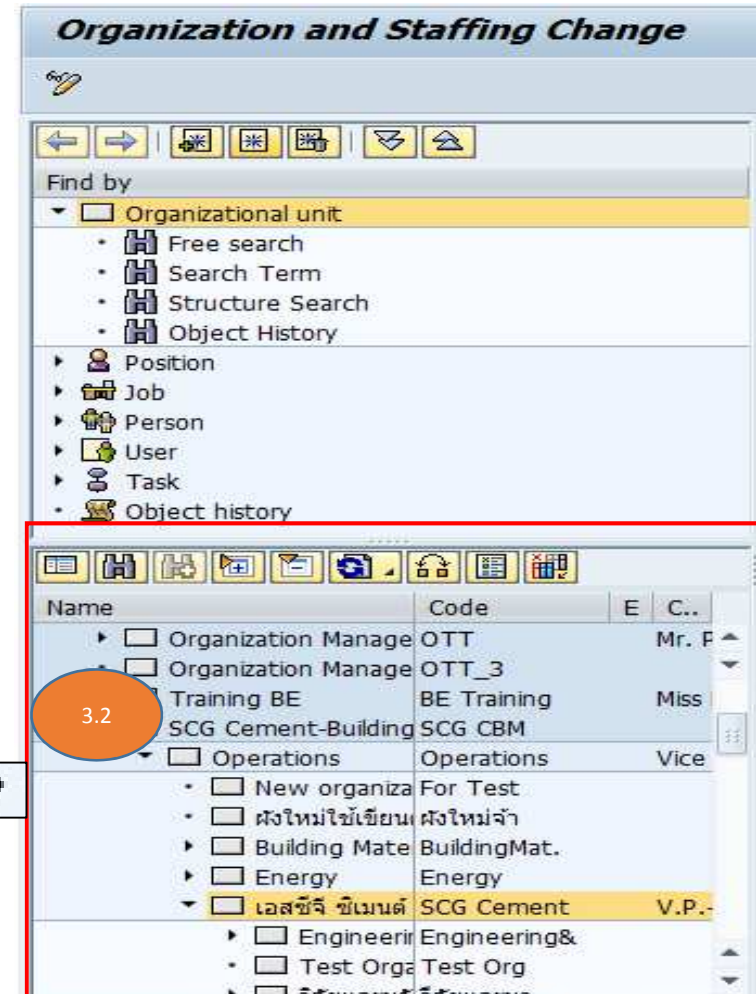 Organization and Staffing Change
Find by
Organizational unit
Free search
Search Term
Structure Search
Object History
Position
Job
Person
User
Task
Object history
Name Code E C..
Organization Manage OTT Mr. P
Organization Manage OTT_3
Training BE BE Training Miss
3.2
SCG Cement-Building SCG CBM
Operations Operations Vice
New organiza For Test
ผังใหม่ใช้เขียน ผังใหม่จ้า
Building Mate BuildingMat.
Energy Energy
เอสซีจี ซิเมนต์ SCG Cement V.P.-
Engineerin Engineering&
Test Orga Test Org